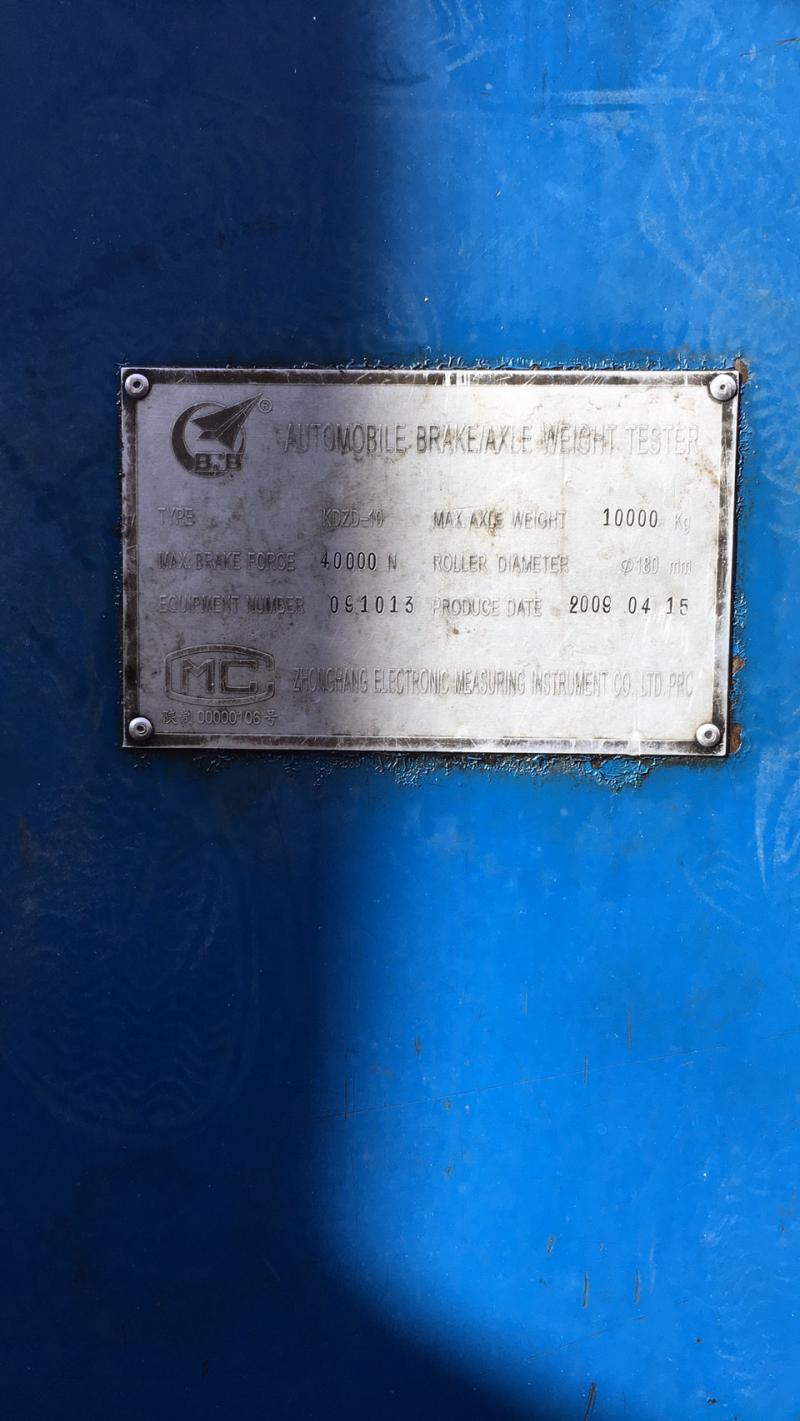 ®
AUTOMOBILE BRAKE/AXLE WEIGHT TESTER
TYPE KDZD-10 MAX.AXLE WEIGHT 10000 Kg
MAX.BRAKE FORCE 40000 N ROLLER DIAMETER φ180 mm
EQUIPMENT NUMBER 091013 PRODUCE DATE 2009 04 15
MC ZHONGHANG ELECTRONIC MEASURING INSTRUMENT CO., LTD.PRC
陕制00000106号